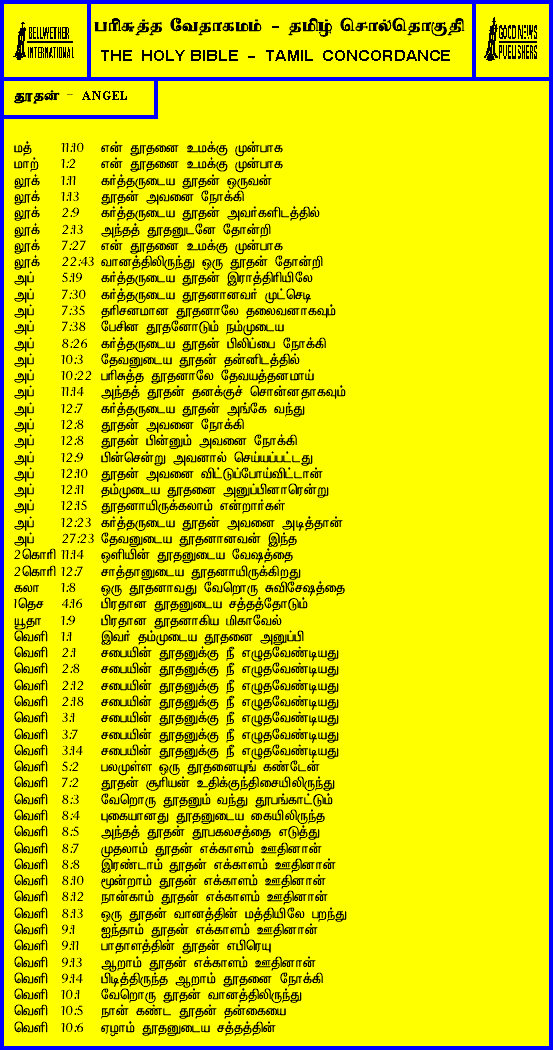 BELLWETHER
INTERNATIONAL
பரிசுத்த வேதாகமம் - தமிழ் சொல்தொகுதி
THE HOLY BIBLE - TAMIL CONCORDANCE
GOOD NEWS
PUBLISHERS
தூதன் - ANGEL
மத் 11:10 என் தூதனை உமக்கு முன்பாக
மாற் 1:2 என் தூதனை உமக்கு முன்பாக
லூக் 1:11 கர்த்தருடைய தூதன் ஒருவன்
லூக் 1:13 தூதன் அவனை நோக்கி
லூக் 2:9 கர்த்தருடைய தூதன் அவர்களிடத்தில்
லூக் 2:13 அந்தத் தூதனுடனே தோன்றி
லூக் 7:27 என் தூதனை உமக்கு முன்பாக
லூக் 22:43 வானத்திலிருந்து ஒரு தூதன் தோன்றி
அப் 5:19 கர்த்தருடைய தூதன் இராத்திரியிலே
அப் 7:30 கர்த்தருடைய தூதனானவர் முட்செடி
அப் 7:35 தரிசனமான தூதனாலே தலைவனாகவும்
அப் 7:38 பேசின தூதனோடும் நம்முடைய
அப் 8:26 கர்த்தருடைய தூதன் பிலிப்பை நோக்கி
அப் 10:3 தேவனுடைய தூதன் தன்னிடத்தில்
அப் 10:22 பரிசுத்த தூதனாலே தேவயத்தனமாய்
அப் 11:14 அந்தத் தூதன் தனக்குச் சொன்னதாகவும்
அப் 12:7 கர்த்தருடைய தூதன் அங்கே வந்து
அப் 12:8 தூதன் அவனை நோக்கி
அப் 12:8 தூதன் பின்னும் அவனை நோக்கி
அப் 12:9 பின்சென்று அவனால் செய்யப்பட்டது
அப் 12:10 தூதன் அவனை விட்டுப்போய்விட்டான்
அப் 12:11 தம்முடைய தூதனை அனுப்பினாரென்று
அப் 12:15 தூதனாயிருக்கலாம் என்றார்கள்
அப் 12:23 கர்த்தருடைய தூதன் அவனை அடித்தான்
அப் 27:23 தேவனுடைய தூதனானவன் இந்த
2கொரி 11:14 ஒளியின் தூதனுடைய வேஷத்தை
2கொரி 12:7 சாத்தானுடைய தூதனாயிருக்கிறது
கலா 1:8 ஒரு தூதனாவது வேறொரு சுவிசேஷத்தை
1தெச 4:16 பிரதான தூதனுடைய சத்தத்தோடும்
யூதா 1:9 பிரதான தூதனாகிய மிகாவேல்
வெளி 1:1 இவர் தம்முடைய தூதனை அனுப்பி
வெளி 2:1 சபையின் தூதனுக்கு நீ எழுதவேண்டியது
வெளி 2:8 சபையின் தூதனுக்கு நீ எழுதவேண்டியது
வெளி 2:12 சபையின் தூதனுக்கு நீ எழுதவேண்டியது
வெளி 2:18 சபையின் தூதனுக்கு நீ எழுதவேண்டியது
வெளி 3:1 சபையின் தூதனுக்கு நீ எழுதவேண்டியது
வெளி 3:7 சபையின் தூதனுக்கு நீ எழுதவேண்டியது
வெளி 3:14 சபையின் தூதனுக்கு நீ எழுதவேண்டியது
வெளி 5:2 பலமுள்ள ஒரு தூதனையுங் கண்டேன்
வெளி 7:2 தூதன் சூரியன் உதிக்குந்திசையிலிருந்து
வெளி 8:3 வேறொரு தூதனும் வந்து தூபங்காட்டும்
வெளி 8:4 புகையானது தூதனுடைய கையிலிருந்த
வெளி 8:5 அந்தத் தூதன் தூபகலசத்தை எடுத்து
வெளி 8:7 முதலாம் தூதன் எக்காளம் ஊதினான்
வெளி 8:8 இரண்டாம் தூதன் எக்காளம் ஊதினான்
வெளி 8:10 மூன்றாம் தூதன் எக்காளம் ஊதினான்
வெளி 8:12 நான்காம் தூதன் எக்காளம் ஊதினான்
வெளி 8:13 ஒரு தூதன் வானத்தின் மத்தியிலே பறந்து
வெளி 9:1 ஐந்தாம் தூதன் எக்காளம் ஊதினான்
வெளி 9:11 பாதாளத்தின் தூதன் எபிரெயு
வெளி 9:13 ஆறாம் தூதன் எக்காளம் ஊதினான்
வெளி 9:14 பிடித்திருந்த ஆறாம் தூதனை நோக்கி
வெளி 10:1 வேறொரு தூதன் வானத்திலிருந்து
வெளி 10:5 நான் கண்ட தூதன் தன்கையை
வெளி 10:6 ஏழாம் தூதனுடைய சத்தத்தின்